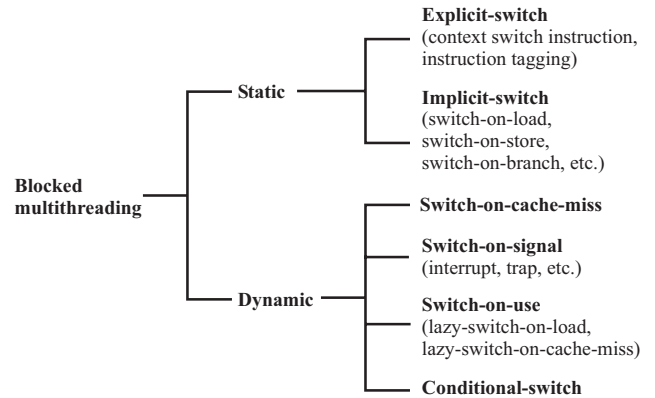 Explicit-switch
(context switch instruction,
instruction tagging)
Static
Implicit-switch
(switch-on-load,
switch-on-store,
switch-on-branch, etc.)
Blocked
multithreading
Switch-on-cache-miss
Switch-on-signal
(interrupt, trap, etc.)
Dynamic
Switch-on-use
(lazy-switch-on-load,
lazy-switch-on-cache-miss)
Conditional-switch